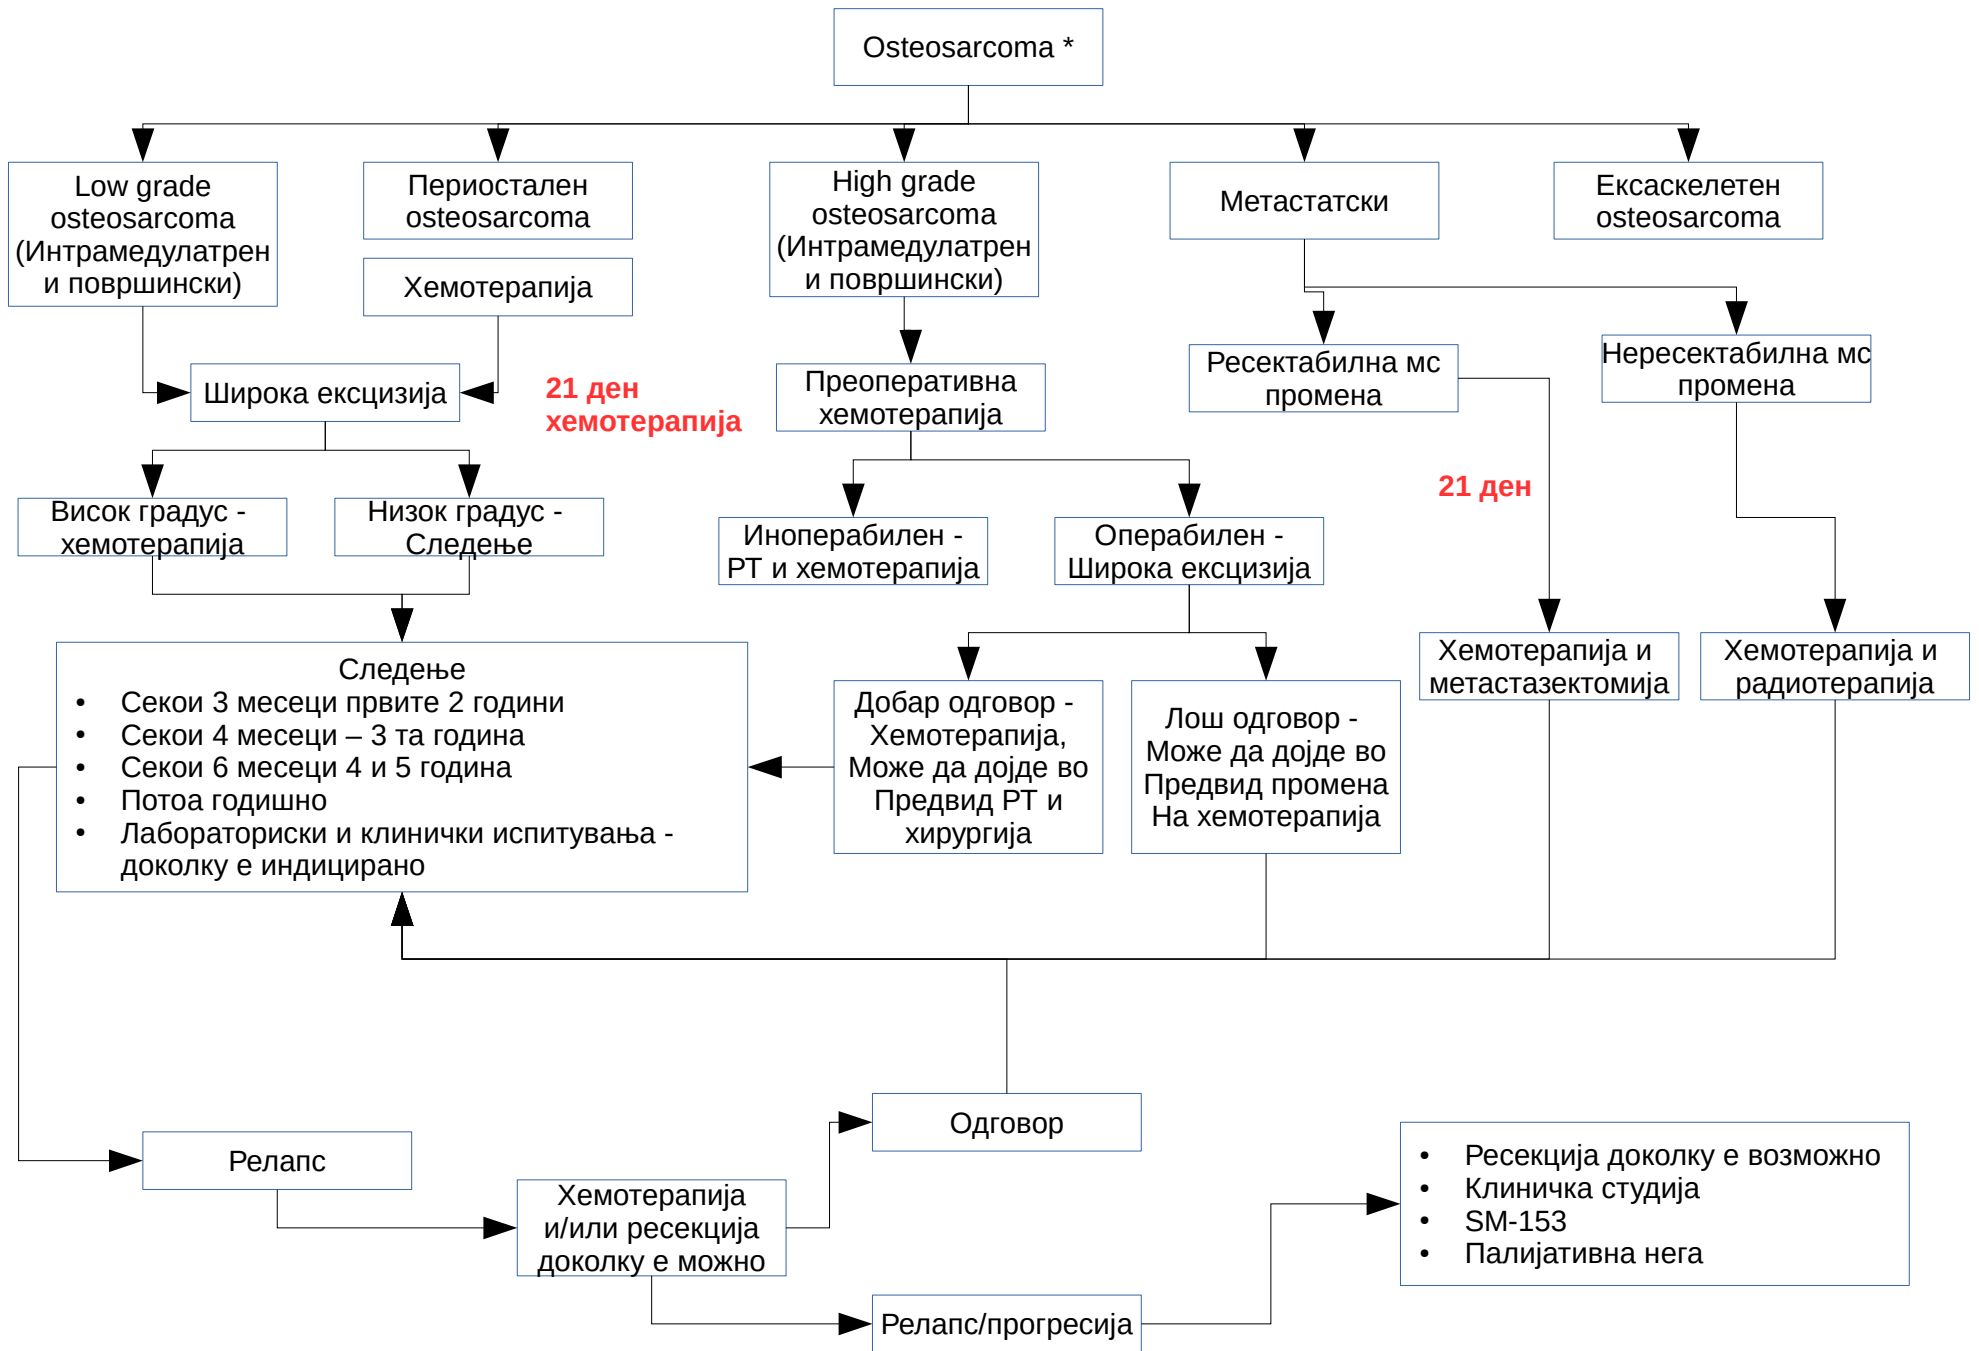 Osteosarcoma *
Low grade
osteosarcoma
(Интрамедулатрен
и површински)
Периостален
osteosarcoma
High grade
osteosarcoma
(Интрамедулатрен
и површински)
Метастатски
Ексаскелетен
osteosarcoma
Хемотерапија
Широка ексцизија
21 ден
хемотерапија
Преоперативна
хемотерапија
Ресектабилна мс
промена
Нересектабилна мс
промена
21 ден
Висок градус -
хемотерапија
Низок градус -
Следење
Иноперабилен -
РТ и хемотерапија
Операбилен -
Широка ексцизија
Хемотерапија и
метастазектомија
Хемотерапија и
радиотерапија
Следење
• Секои 3 месеци првите 2 години
• Секои 4 месеци – 3 та година
• Секои 6 месеци 4 и 5 година
• Потоа годишно
• Лабораториски и клинички испитувања -
доколку е индицирано
Добар одговор -
Хемотерапија,
Може да дојде во
Предвид РТ и
хирургија
Лош одговор -
Може да дојде во
Предвид промена
На хемотерапија
Релапс
Хемотерапија
и/или ресекција
доколку е можно
Одговор
Релапс/прогресија
• Ресекција доколку е возможно
• Клиничка студија
• SM-153
• Палијативна нега